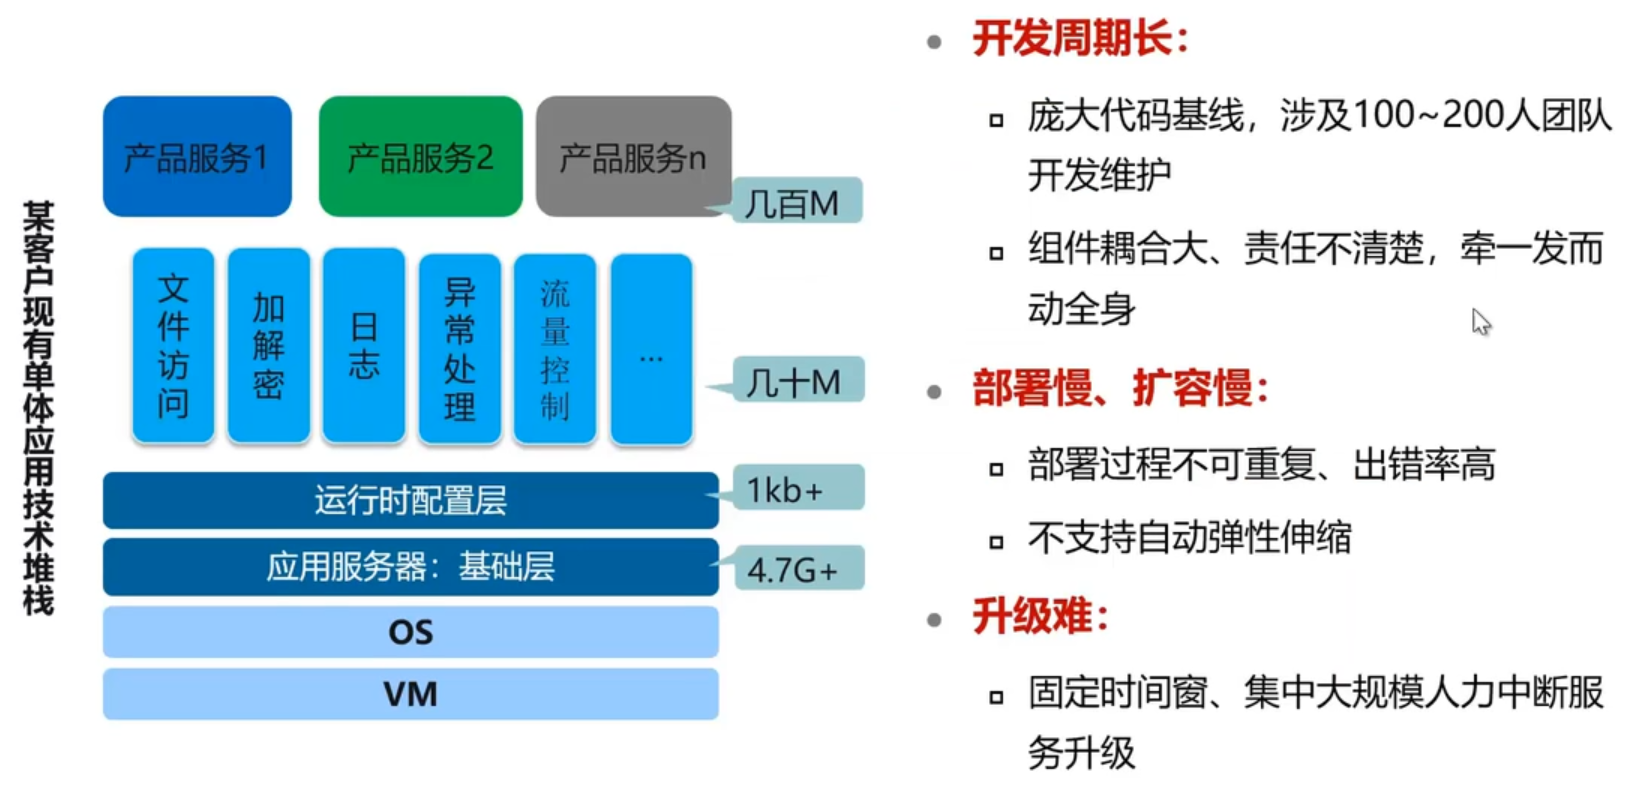 某客户现有单体应用技术堆栈
产品服务1
产品服务2
产品服务n
几百M
文件访问
加解密
日志
异常处理
流量控制
...
几十M
运行时配置层
1kb+
应用服务器：基础层
4.7G+
OS
VM
开发周期长：
庞大代码基线，涉及100~200人团队
开发维护
组件耦合大、责任不清楚，牵一发而
动全身
部署慢、扩容慢：
部署过程不可重复、出错率高
不支持自动弹性伸缩
升级难：
固定时间窗、集中大规模人力中断服
务升级